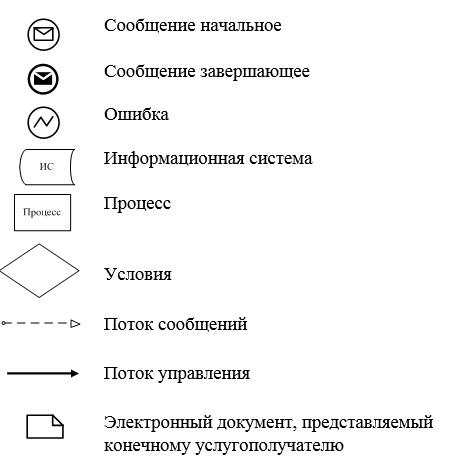 Сообщение начальное
Сообщение завершающее
Ошибка
ИС
Информационная система
Процесс
Процесс
Условия
Поток сообщений
Поток управления
Электронный документ, представляемый
конечному услугополучателю